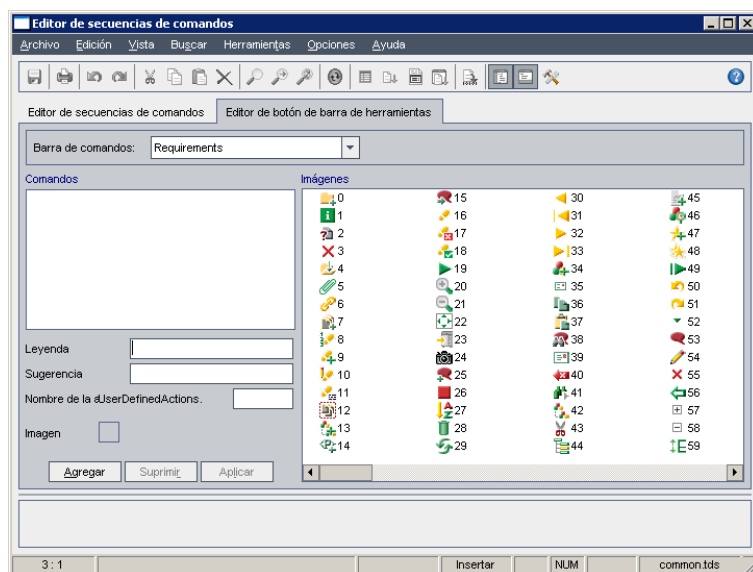 Editor de secuencias de comandos
Archivo Edición Vista Buscar Herramientas Opciones Ayuda
Editor de secuencias de comandos Editor de botón de barra de herramientas
Barra de comandos: Requirements
Comandos Imágenes
0 15 30 45
1 16 31 46
2 17 32 47
3 18 33 48
4 19 34 49
5 20 35 50
6 21 36 51
7 22 37 52
8 23 38 53
9 24 39 54
10 25 40 55
11 26 41 56
12 27 42 57
13 28 43 58
14 29 44 59
Leyenda
Sugerencia
Nombre de la UserDefinedActions.
Imagen
Agregar Suprimir Aplicar
3: 1 Insertar NUM common.tds